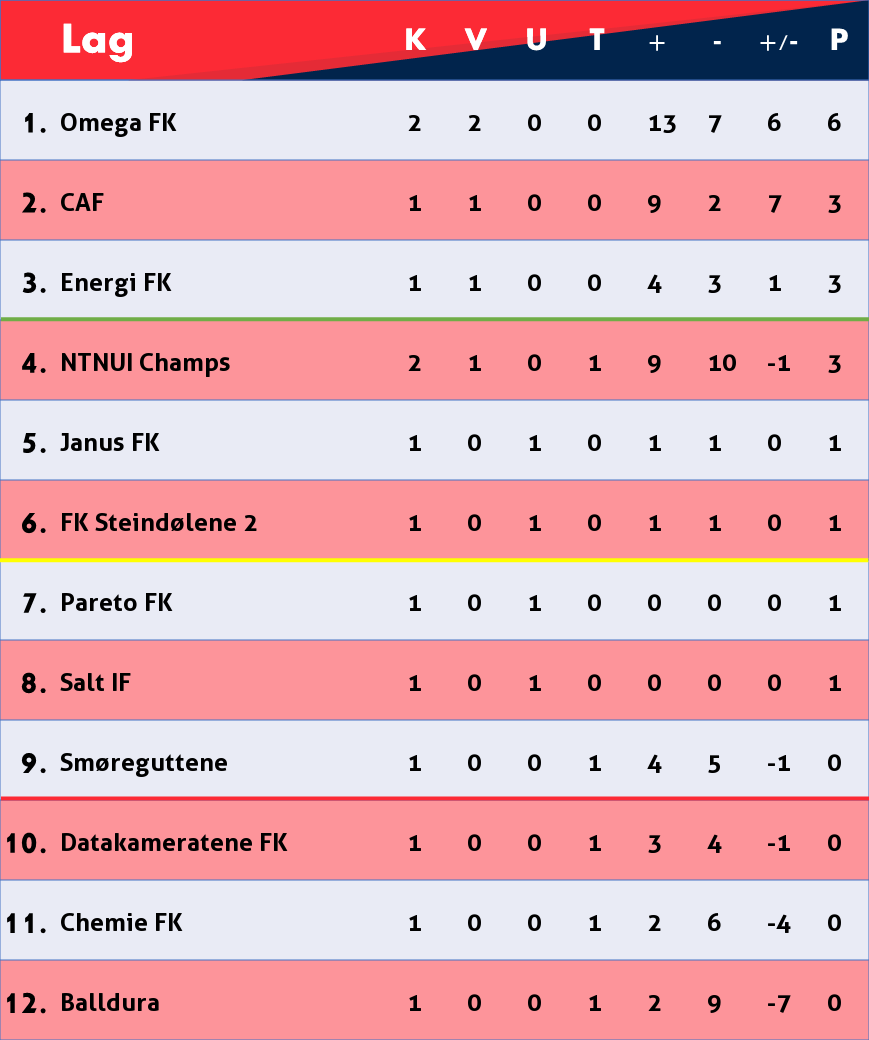 Lag K V U T + - +/- P
1. Omega FK 2 2 0 0 13 7 6 6
2. CAF 1 1 0 0 9 2 7 3
3. Energi FK 1 1 0 0 4 3 1 3
4. NTNUI Champs 2 1 0 1 9 10 -1 3
5. Janus FK 1 0 1 0 1 1 0 1
6. FK Steindølene 2 1 0 1 0 1 1 0 1
7. Pareto FK 1 0 1 0 0 0 0 1
8. Salt IF 1 0 1 0 0 0 0 1
9. Smøreguttene 1 0 0 1 4 5 -1 0
10. Datakameratene FK 1 0 0 1 3 4 -1 0
11. Chemie FK 1 0 0 1 2 6 -4 0
12. Balldura 1 0 0 1 2 9 -7 0